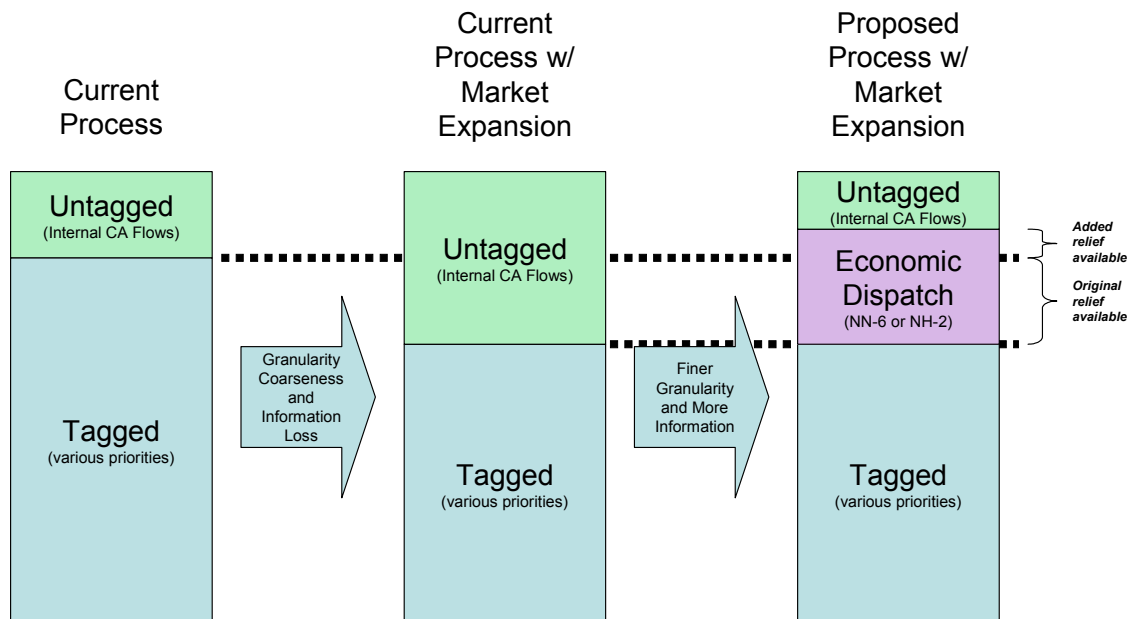 Current
Process
Current
Process w/
Market
Expansion
Proposed
Process w/
Market
Expansion
Untagged
(Internal CA Flows)
Tagged
(various priorities)
Granularity
Coarseness
and
Information
Loss
Untagged
(Internal CA Flows)
Tagged
(various priorities)
Finer
Granularity
and More
Information
Untagged
(Internal CA Flows)
Economic
Dispatch
(NN-6 or NH-2)
Tagged
(various priorities)
Added
relief
available
Original
relief
available